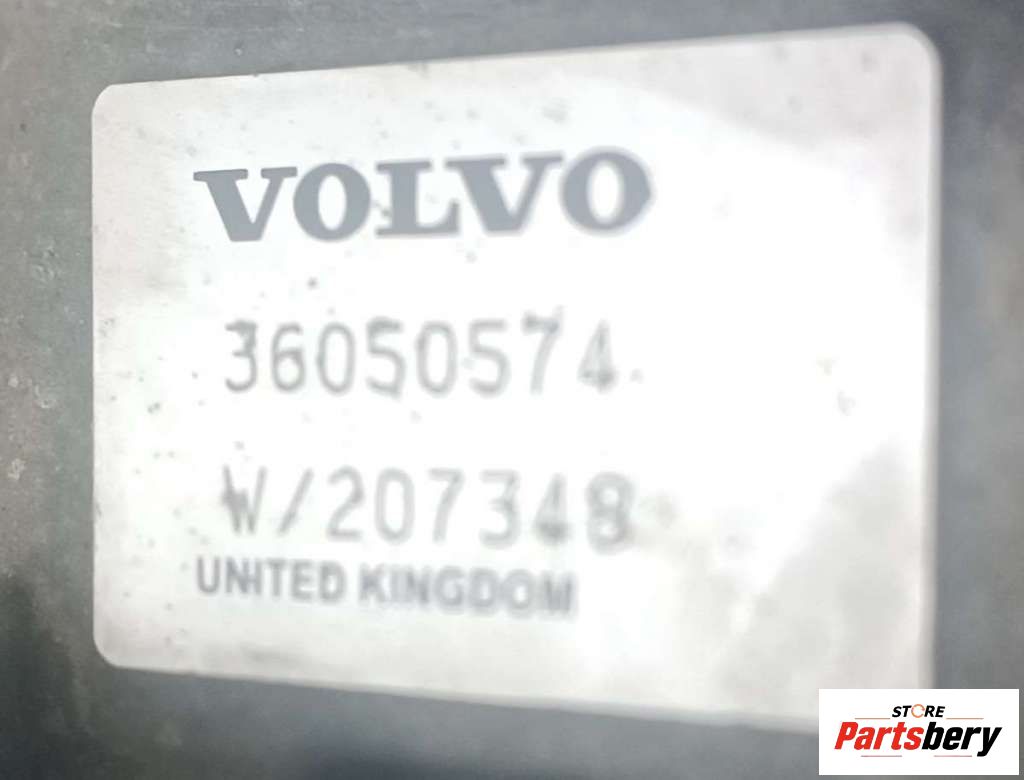 VOLVO
36050574
W/207348
UNITED KINGDOM
STORE
Partsbery